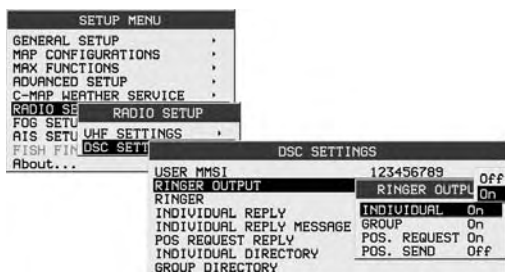 SETUP MENU
GENERAL SETUP
MAP CONFIGURATIONS
MAX FUNCTIONS
ADVANCED SETUP
C-MAP WEATHER SERVICE
RADIO SE
RADIO SETUP
FOG SETU
VHF SETTINGS
AIS SETU
DSC SETT
FISH FIN
About...
DSC SETTINGS
USER MMSI 123456789
RINGER OUTPUT
RINGER
INDIVIDUAL REPLY
INDIVIDUAL REPLY MESSAGE
POS REQUEST REPLY
INDIVIDUAL DIRECTORY
GROUP DIRECTORY
RINGER OUTPU
Off
On
INDIVIDUAL On
GROUP On
POS. REQUEST On
POS. SEND Off